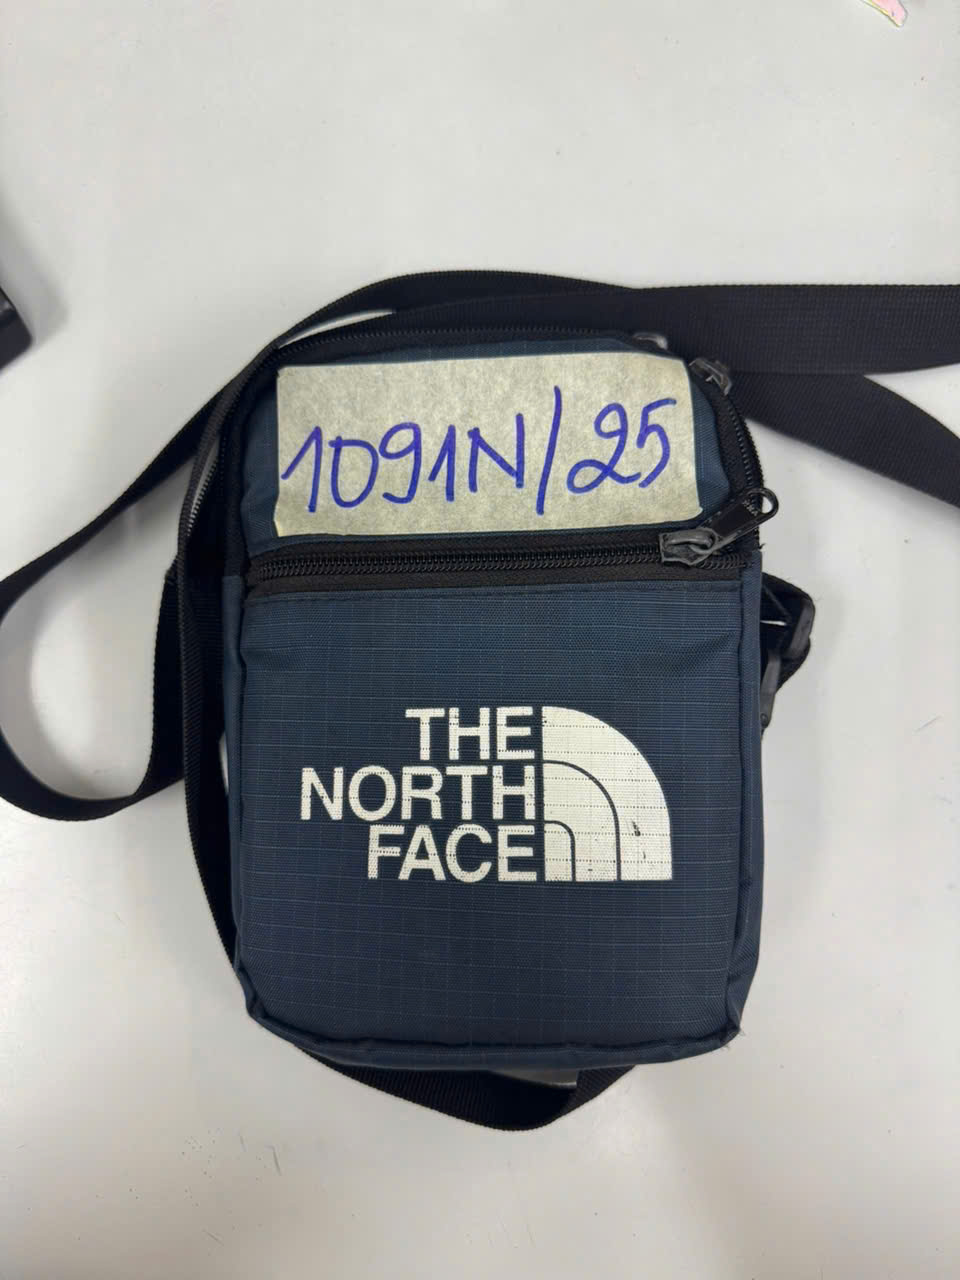 1091N/25
THE
NORTH
FACE